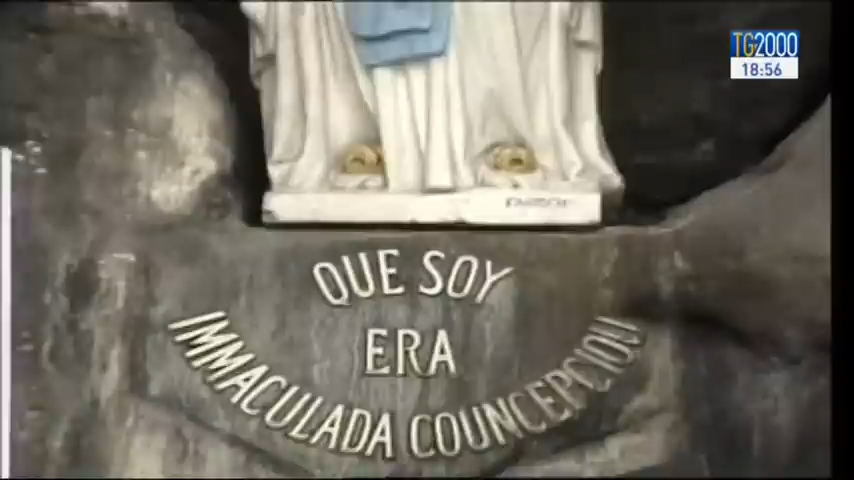 TG2000
18:56
QUE SOY
ERA
IMMACULADA COUNCEPCIOU